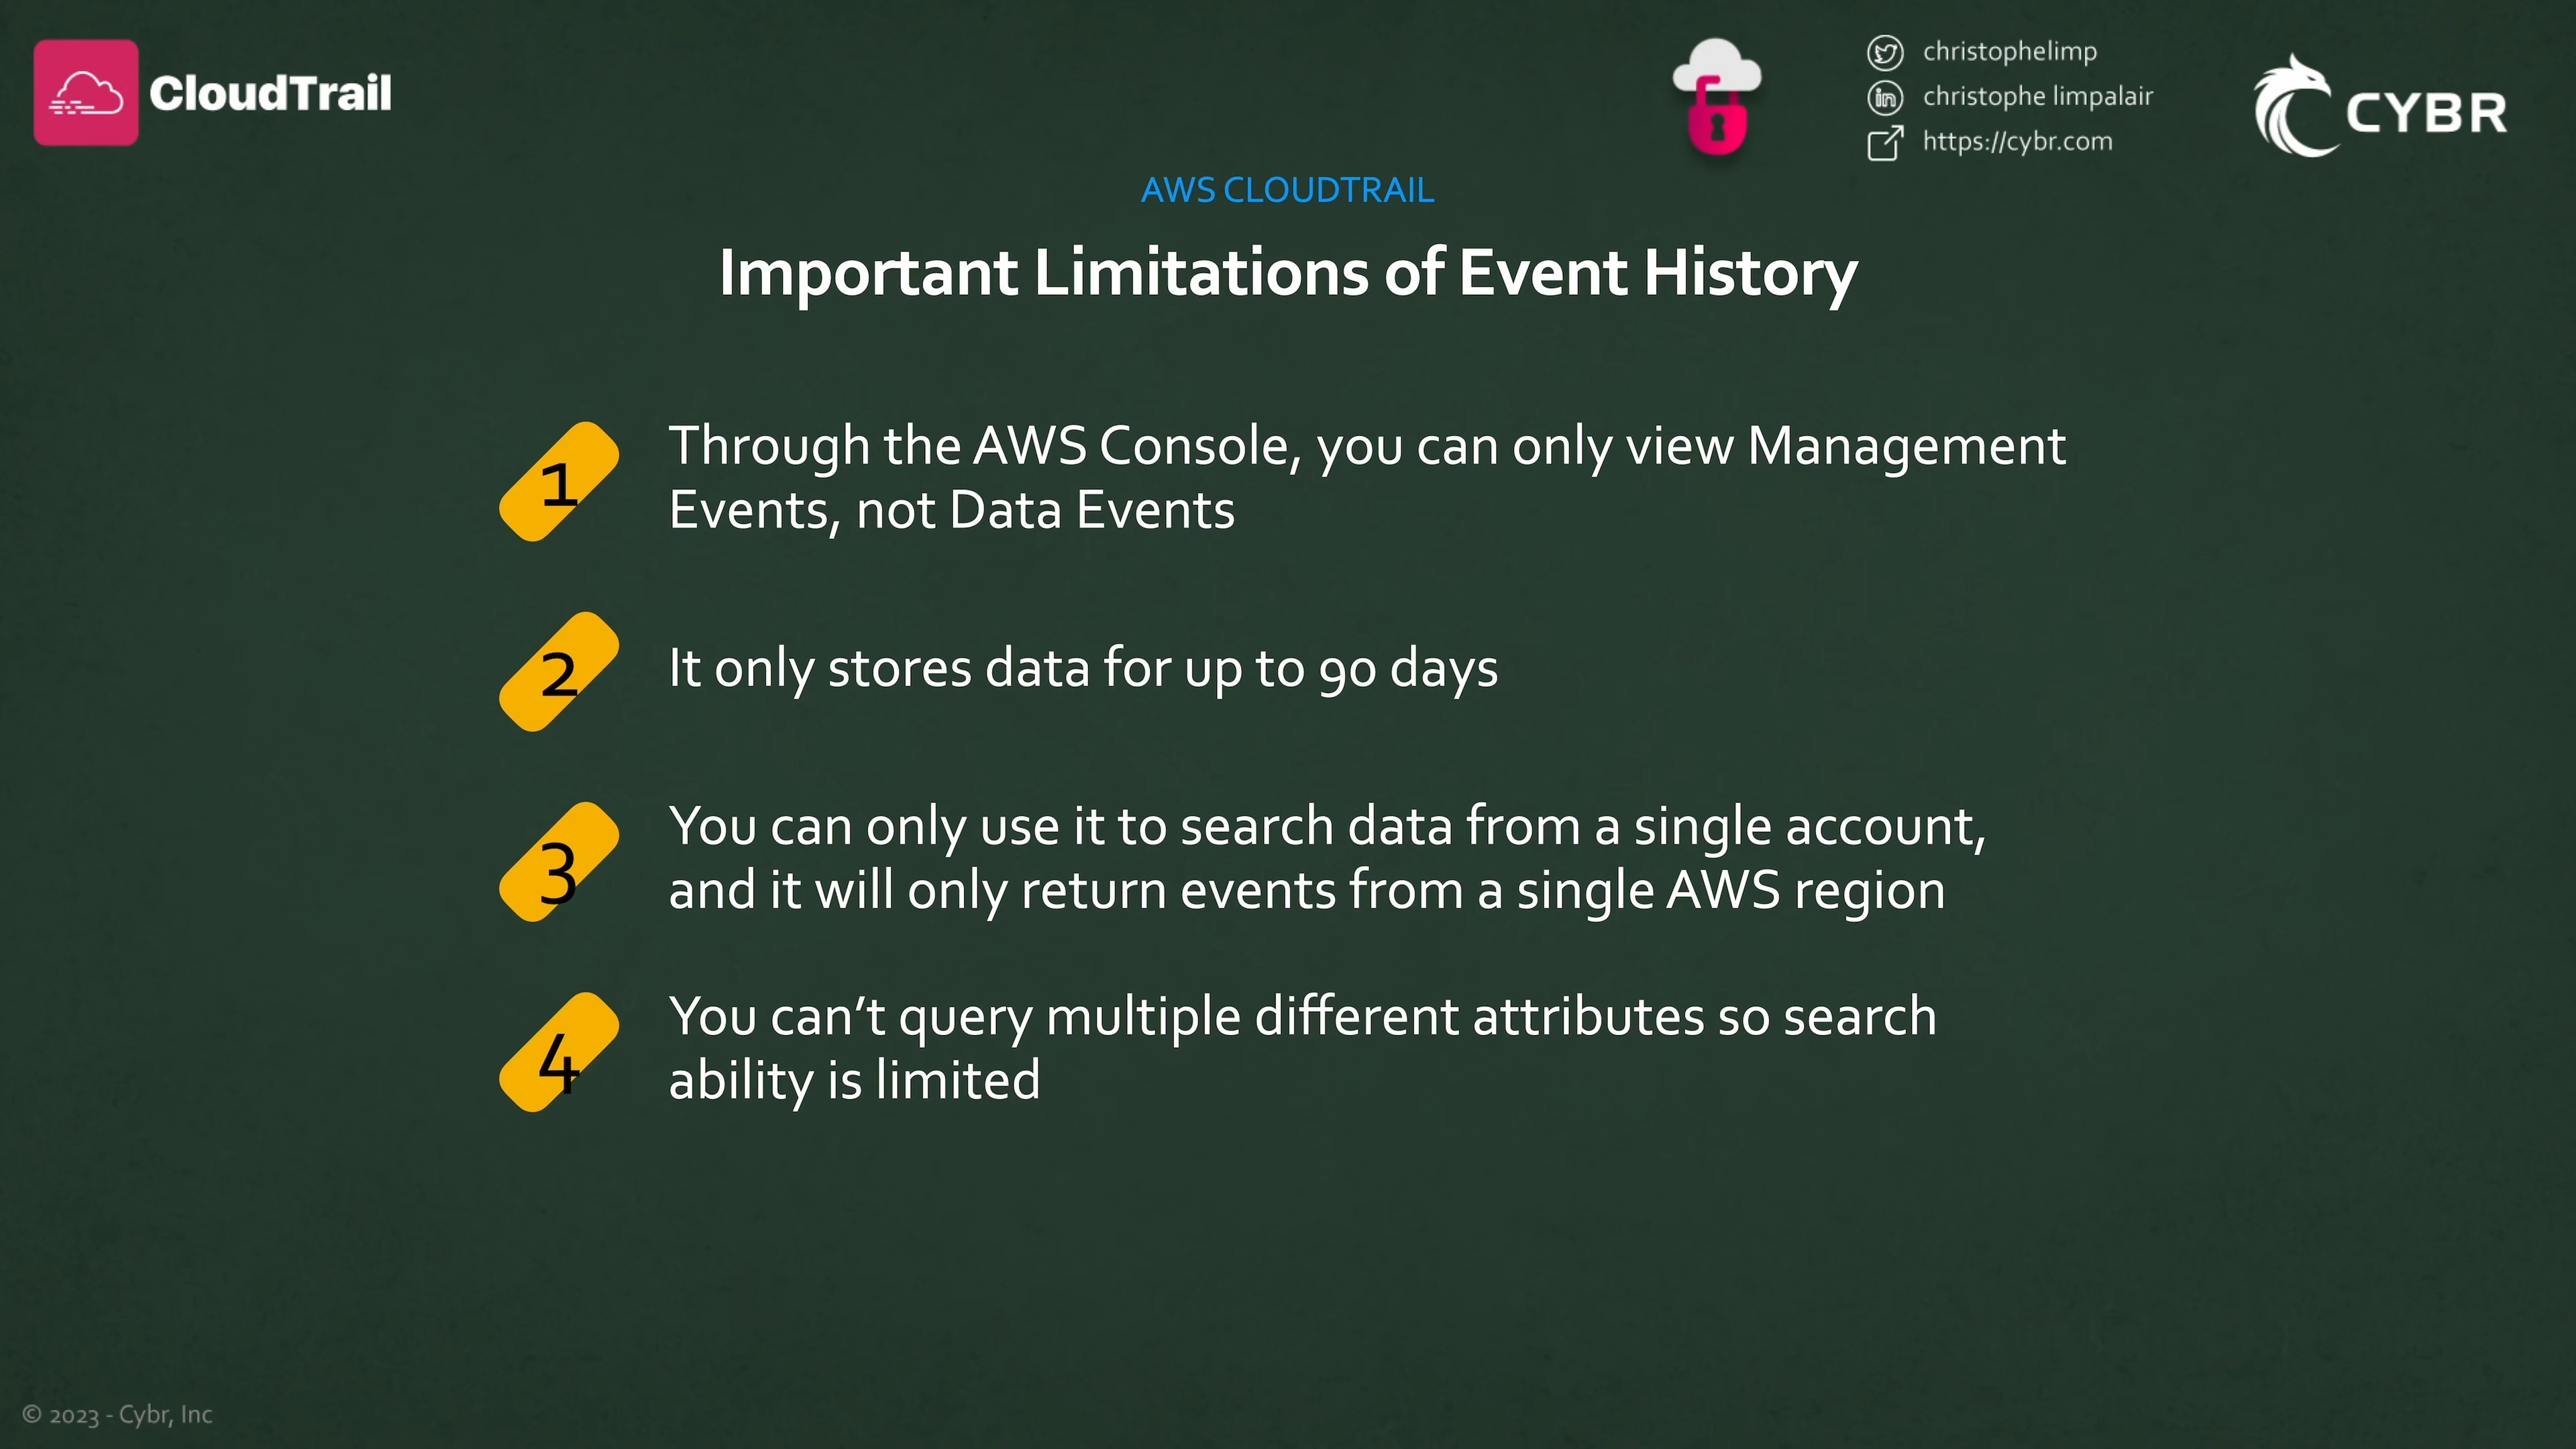 CloudTrail
christophelimp
christophe limpalair
https://cybr.com
CYBR
AWS CLOUDTRAIL
Important Limitations of Event History
1
Through the AWS Console, you can only view Management
Events, not Data Events
2
It only stores data for up to 90 days
3
You can only use it to search data from a single account,
and it will only return events from a single AWS region
4
You can’t query multiple different attributes so search
ability is limited
© 2023 - Cybr, Inc